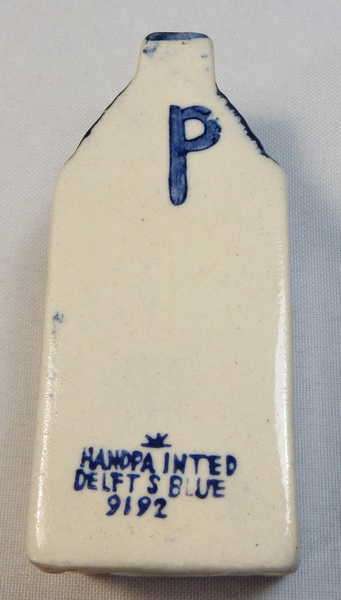 P
HANDPAINTED
DELFTS BLUE
9192